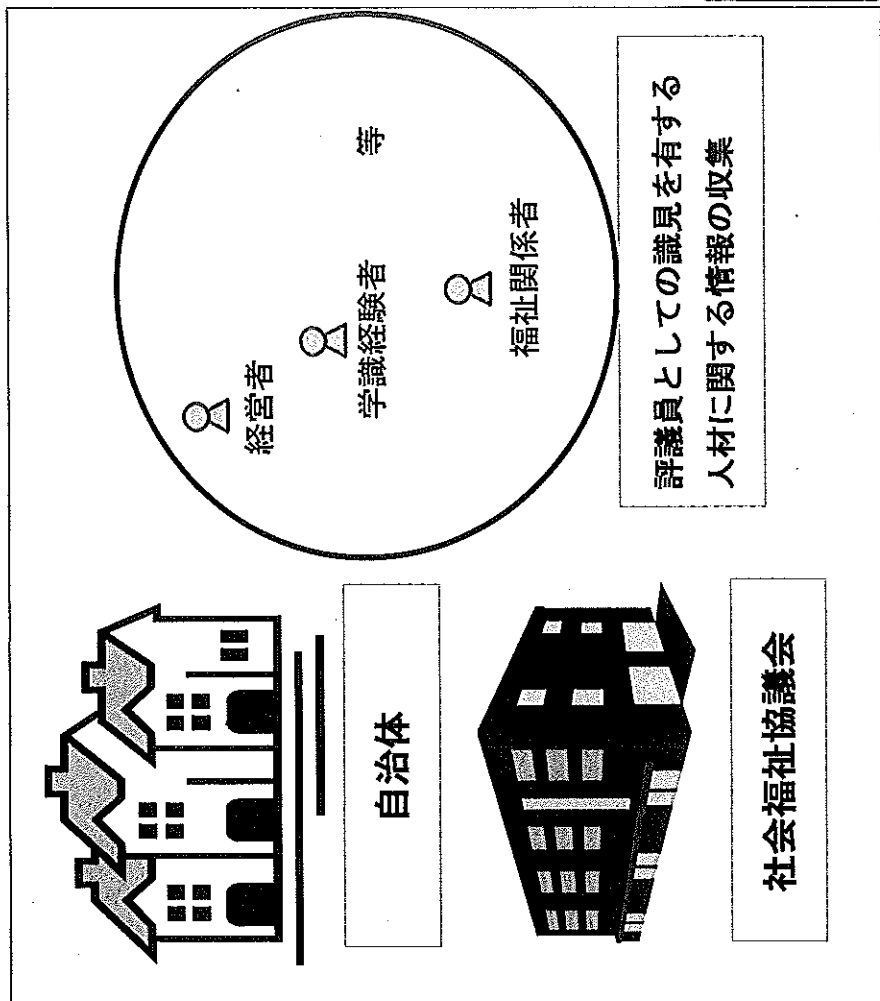 自治体
社会福祉協議会
経営者
学識経験者
福祉関係者
等
評議員としての識見を有する
人材に関する情報の収集